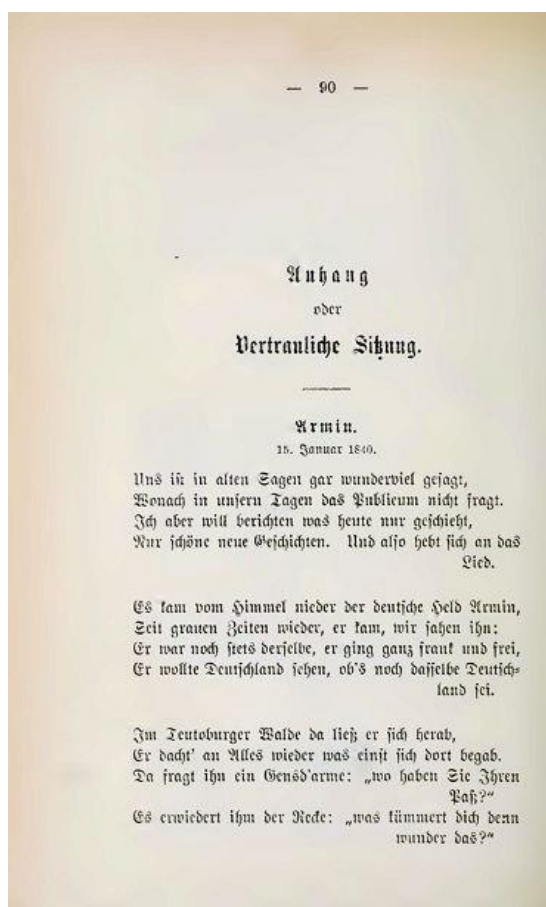 — 90 —
Anhang
oder
Vertrauliche Sitzung.
Armin.
15. Januar 1840.
Uns ist in alten Sagen gar wunderviel gesagt,
Wonach in unsern Tagen das Publicum nicht fragt.
Ich aber will berichten was heute nur geschieht,
Nur schöne neue Geschichten. Und also hebt sich an das
Lied.
Es kam vom Himmel nieder der deutsche Held Armin,
Seit grauen Zeiten wieder, er kam, wir sahen ihn:
Er war noch stets derselbe, er ging ganz frank und frei,
Er wollte Deutschland sehen, ob's noch dasselbe Deutsch-
land sei.
Im Teutoburger Walde da ließ er sich herab,
Er dacht' an Alles wieder was einst sich dort begab.
Da fragt ihn ein Gensd'arme: „wo haben Sie Ihren
Paß?“
Es erwiedert ihm der Recke: „was kümmert dich denn
wunder das?“